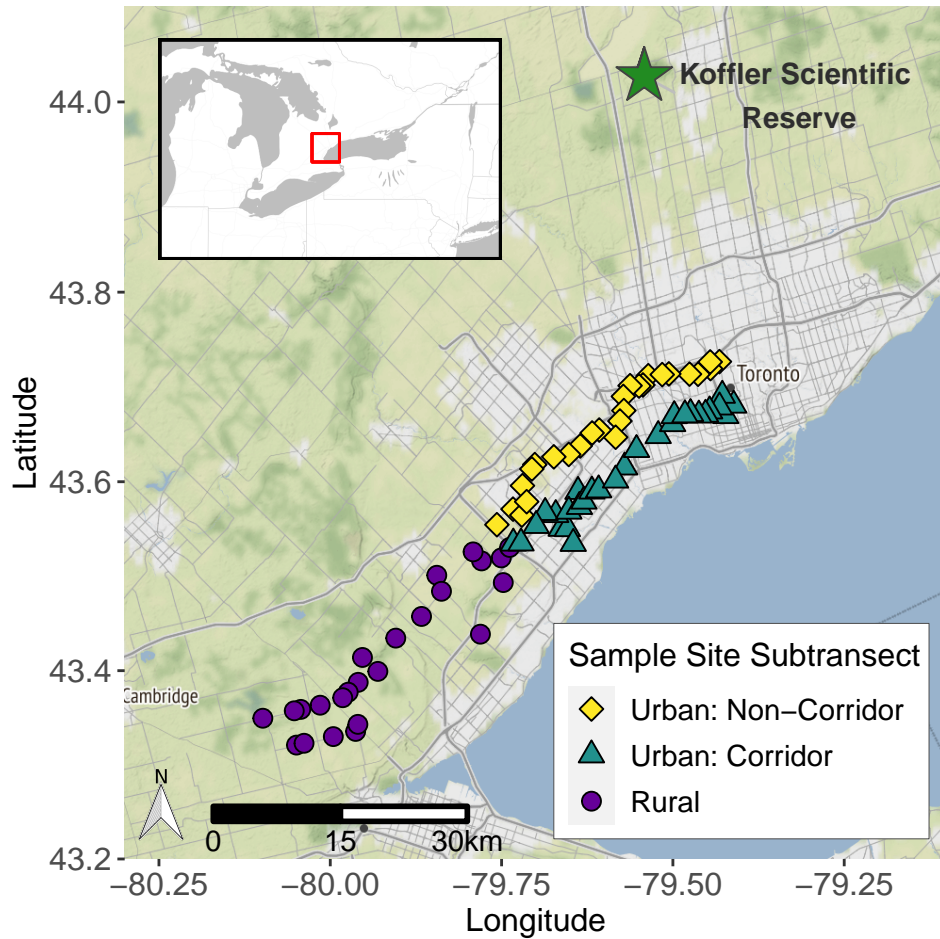 Koffler Scientific
Reserve
44.0
43.8
43.6
43.4
43.2
Latitude
Toronto
Cambridge
Sample Site Subtransect
Urban: Non−Corridor
Urban: Corridor
Rural
N
0 15 30km
−80.25 −80.00 −79.75 −79.50 −79.25
Longitude